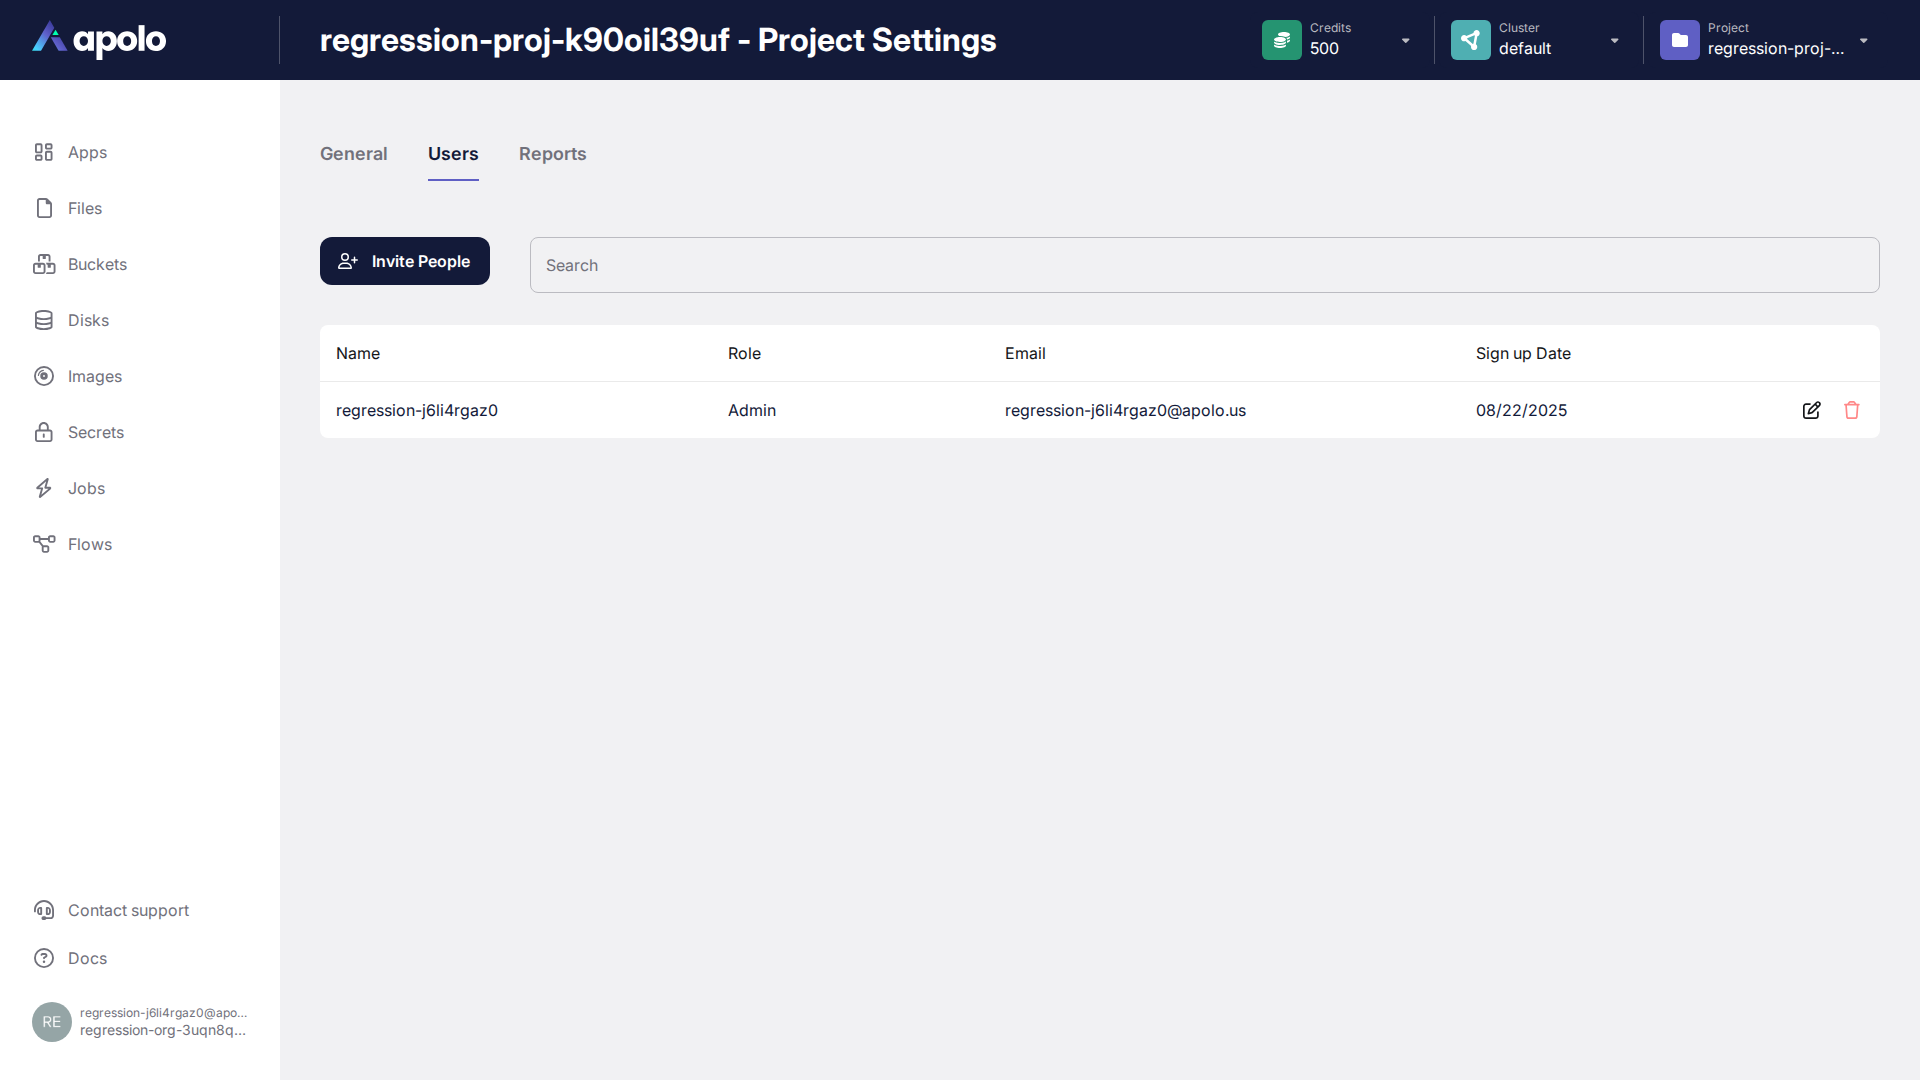 apolo
regression-proj-k90oil39uf - Project Settings
Credits
500
Cluster
default
Project
regression-proj-...
Apps
Files
Buckets
Disks
Images
Secrets
Jobs
Flows
Contact support
Docs
RE
regression-j6li4rgaz0@apo...
regression-org-3uqn8q...
General Users Reports
Invite People
Search
Name Role Email Sign up Date
regression-j6li4rgaz0 Admin regression-j6li4rgaz0@apolo.us 08/22/2025